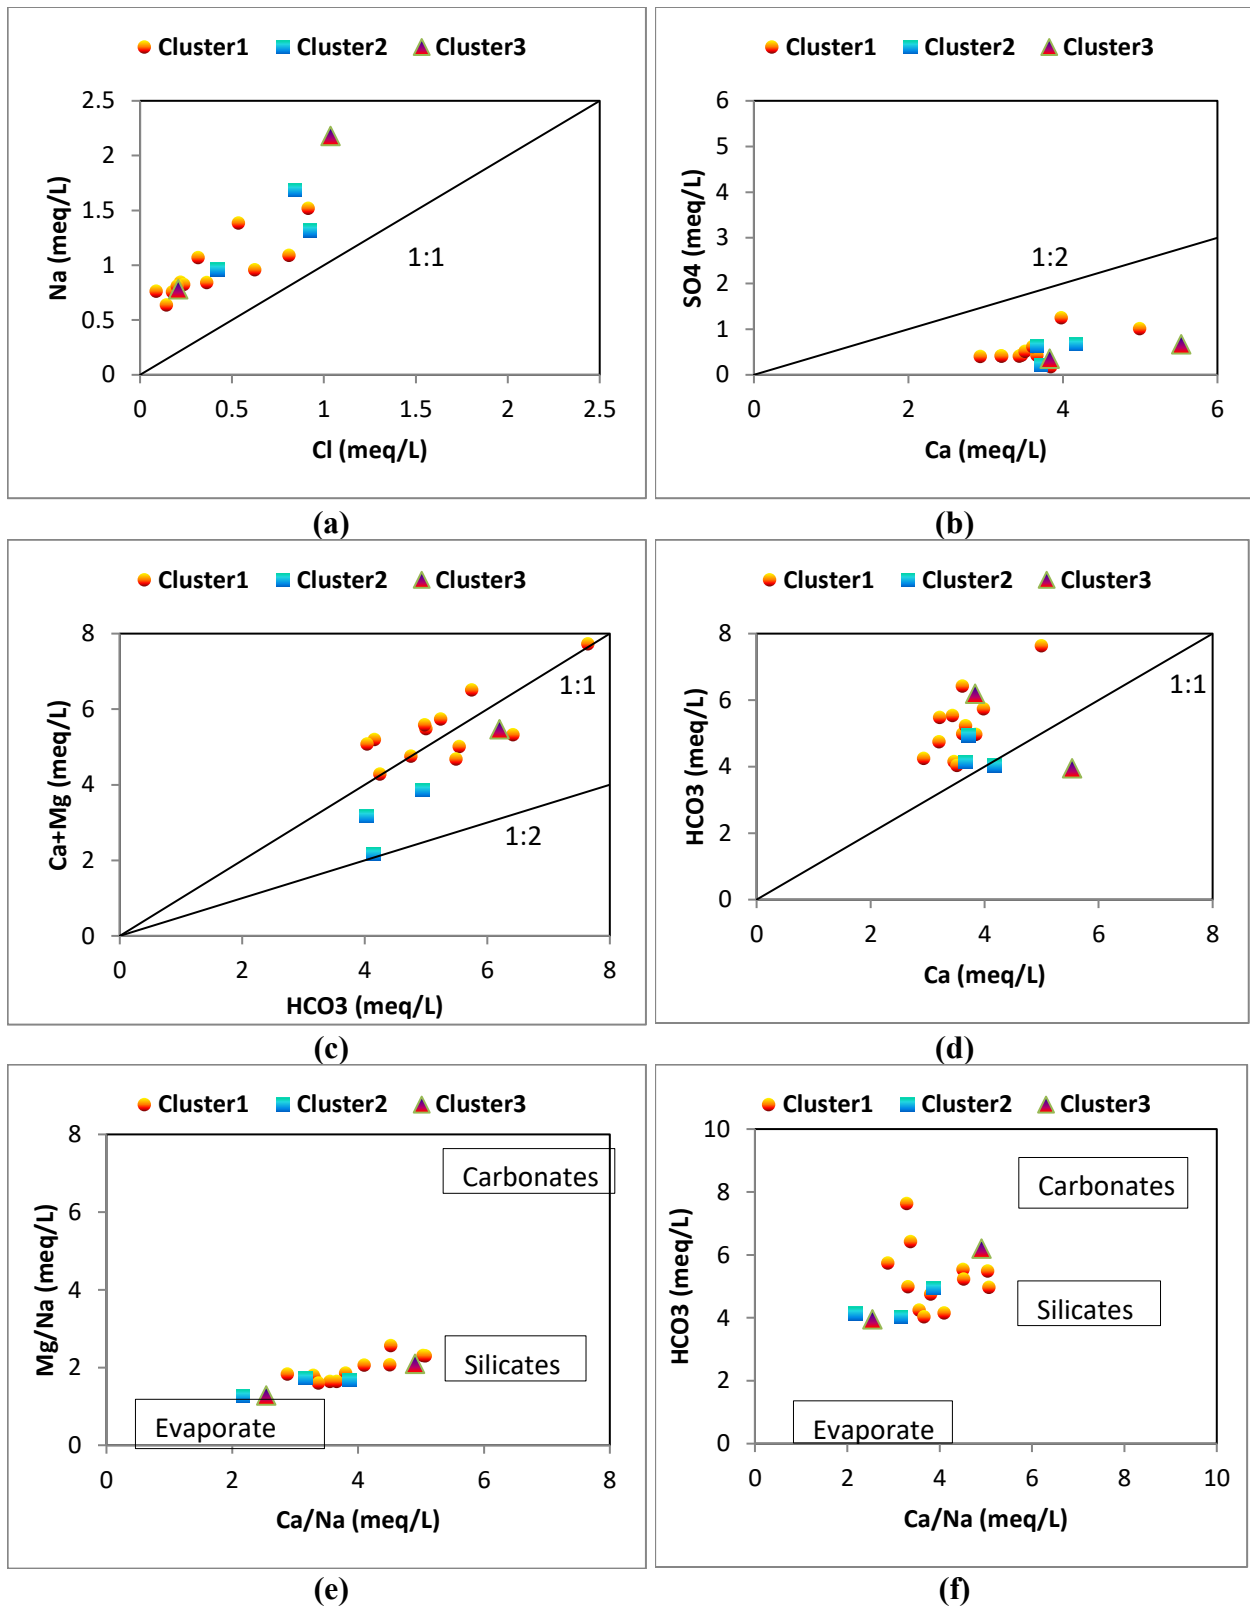 Cluster1 Cluster2 Cluster3
2.5
2
1.5
1
0.5
0
Na (meq/L)
1:1
0 0.5 1 1.5 2 2.5
Cl (meq/L)
(a)
Cluster1 Cluster2 Cluster3
6
5
4
3
2
1
0
SO4 (meq/L)
1:2
0 2 4 6
Ca (meq/L)
(b)
Cluster1 Cluster2 Cluster3
8
6
4
2
0
Ca+Mg (meq/L)
1:1
1:2
0 2 4 6 8
HCO3 (meq/L)
(c)
Cluster1 Cluster2 Cluster3
8
6
4
2
0
HCO3 (meq/L)
1:1
0 2 4 6 8
Ca (meq/L)
(d)
Cluster1 Cluster2 Cluster3
8
6
4
2
0
Mg/Na (meq/L)
Carbonates
Silicates
Evaporate
0 2 4 6 8
Ca/Na (meq/L)
(e)
Cluster1 Cluster2 Cluster3
10
8
6
4
2
0
HCO3 (meq/L)
Carbonates
Silicates
Evaporate
0 2 4 6 8 10
Ca/Na (meq/L)
(f)